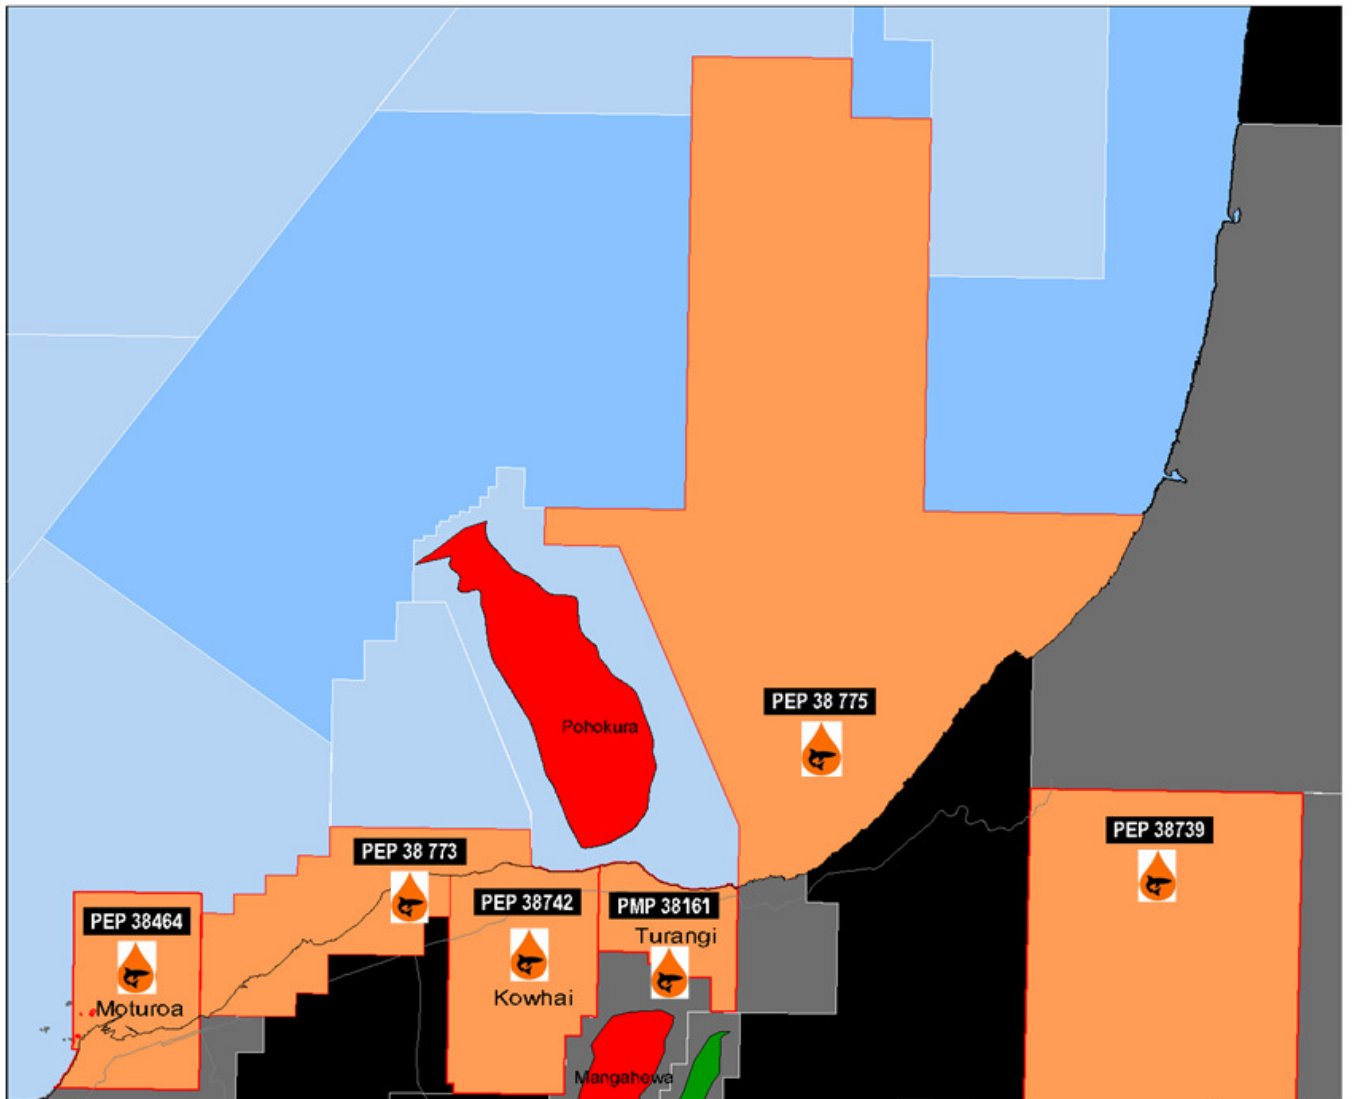 Pohokura
PEP 38 775
PEP 38739
PEP 38 773
PEP 38742
PMP 38161
Turangi
PEP 38464
Moturoa
Kowhai
Mangahewa